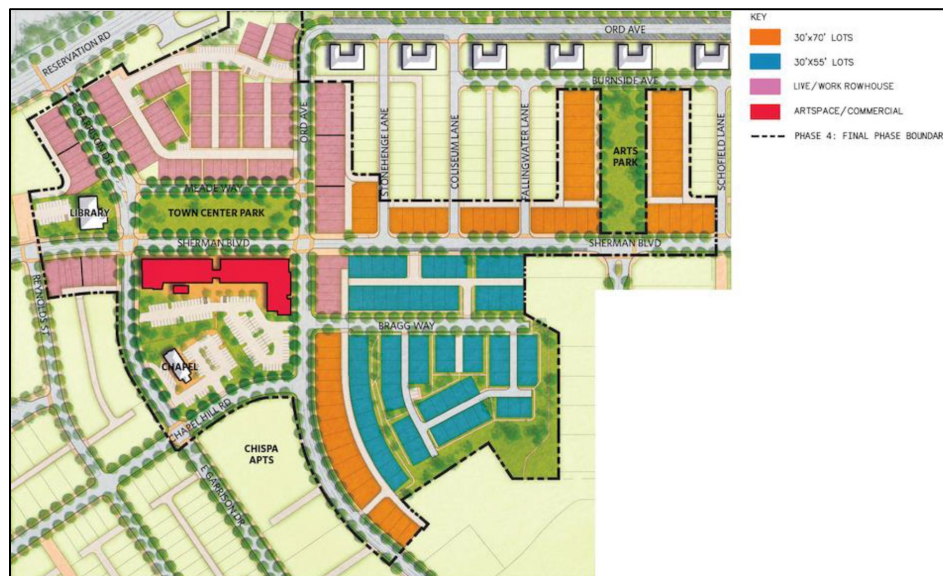 KEY
30'x70' LOTS
30'X55' LOTS
LIVE/WORK ROWHOUSE
ARTSPACE/COMMERCIAL
PHASE 4: FINAL PHASE BOUNDAR
RESERVATION RD
ORD AVE
BURNSIDE AVE
E GARRISON DR
ORD AVE
STONEHENGE LANE
COLISEUM LANE
FALLINGWATER LANE
ARTS
PARK
SCHOFIELD LANE
MEADE WAY
LIBRARY
TOWN CENTER PARK
SHERMAN BLVD
SHERMAN BLVD
REYNOLDS ST
BRAGG WAY
CHAPEL
CHAPEL HILL RD
CHISPA
APTS
E GARRISON DR